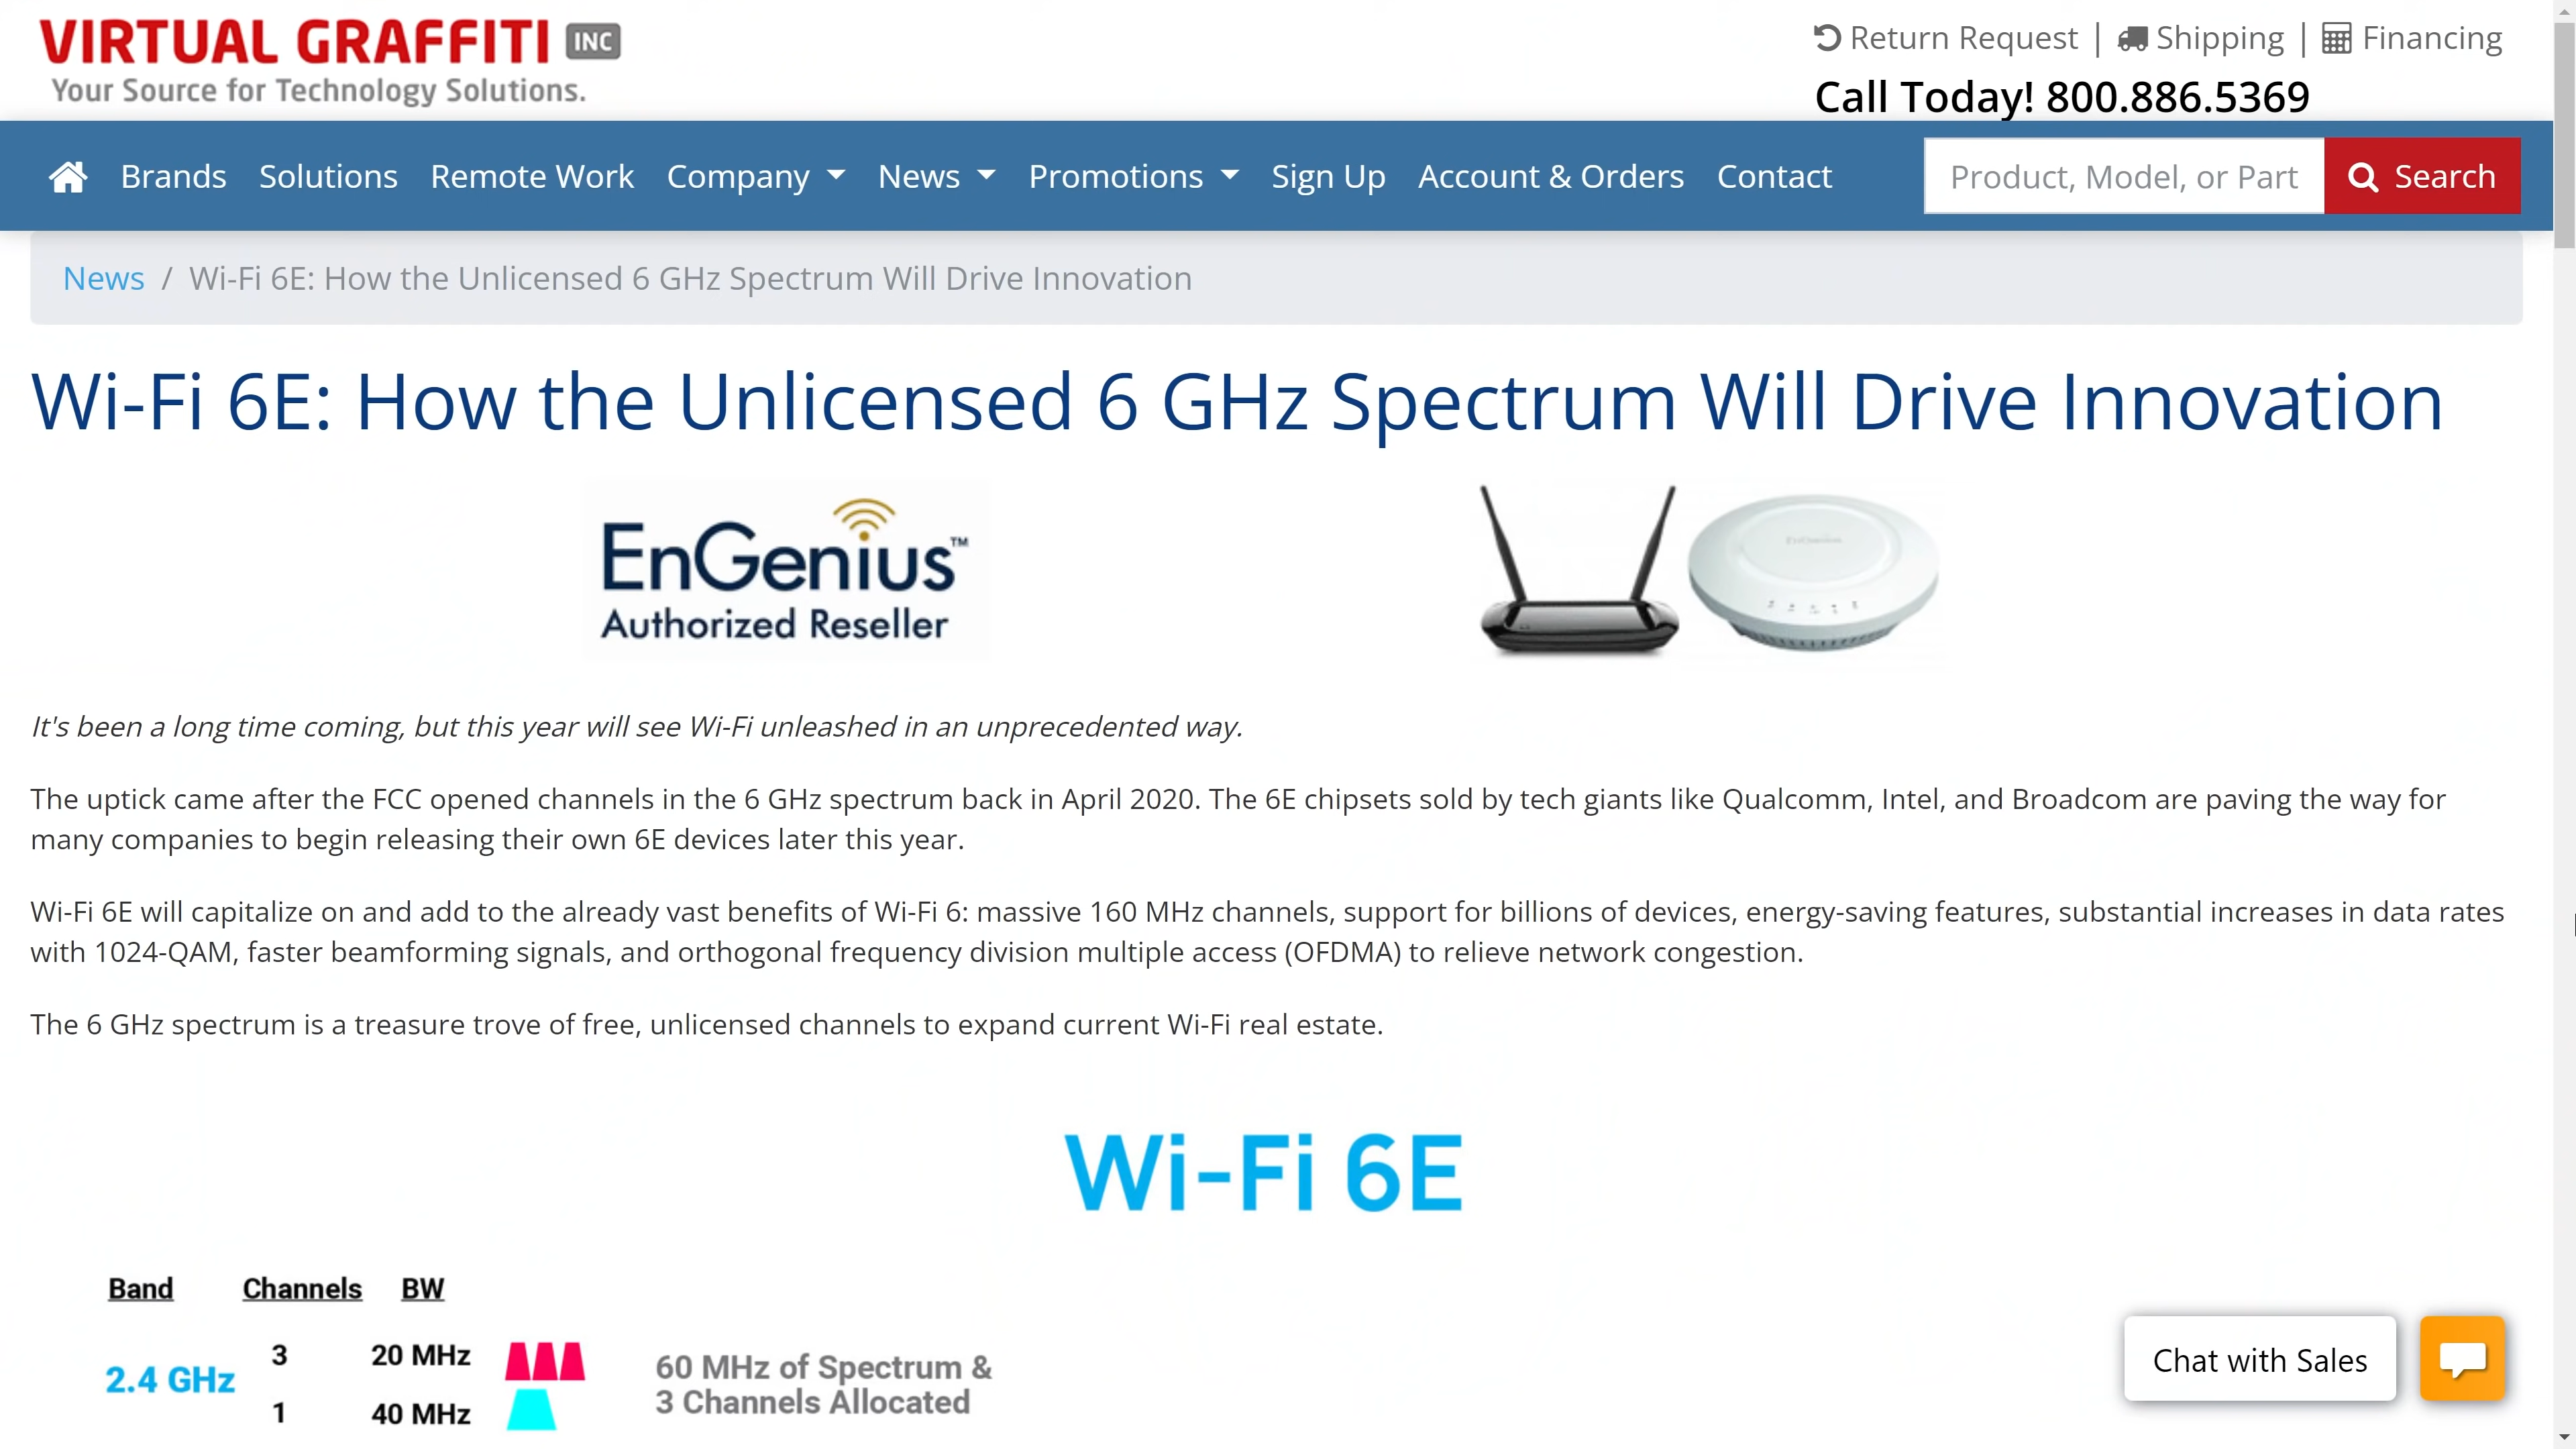 VIRTUAL GRAFFITI INC
Your Source for Technology Solutions.
Return Request | Shipping | Financing
Call Today! 800.886.5369
Brands Solutions Remote Work Company News Promotions Sign Up Account & Orders Contact Product, Model, or Part Search
News / Wi-Fi 6E: How the Unlicensed 6 GHz Spectrum Will Drive Innovation
Wi-Fi 6E: How the Unlicensed 6 GHz Spectrum Will Drive Innovation
EnGenius™
Authorized Reseller
EnGenius
It's been a long time coming, but this year will see Wi-Fi unleashed in an unprecedented way.
The uptick came after the FCC opened channels in the 6 GHz spectrum back in April 2020. The 6E chipsets sold by tech giants like Qualcomm, Intel, and Broadcom are paving the way for
many companies to begin releasing their own 6E devices later this year.
Wi-Fi 6E will capitalize on and add to the already vast benefits of Wi-Fi 6: massive 160 MHz channels, support for billions of devices, energy-saving features, substantial increases in data rates
with 1024-QAM, faster beamforming signals, and orthogonal frequency division multiple access (OFDMA) to relieve network congestion.
The 6 GHz spectrum is a treasure trove of free, unlicensed channels to expand current Wi-Fi real estate.
Wi-Fi 6E
Band Channels BW
2.4 GHz
3 20 MHz
1 40 MHz
60 MHz of Spectrum &
3 Channels Allocated
Chat with Sales